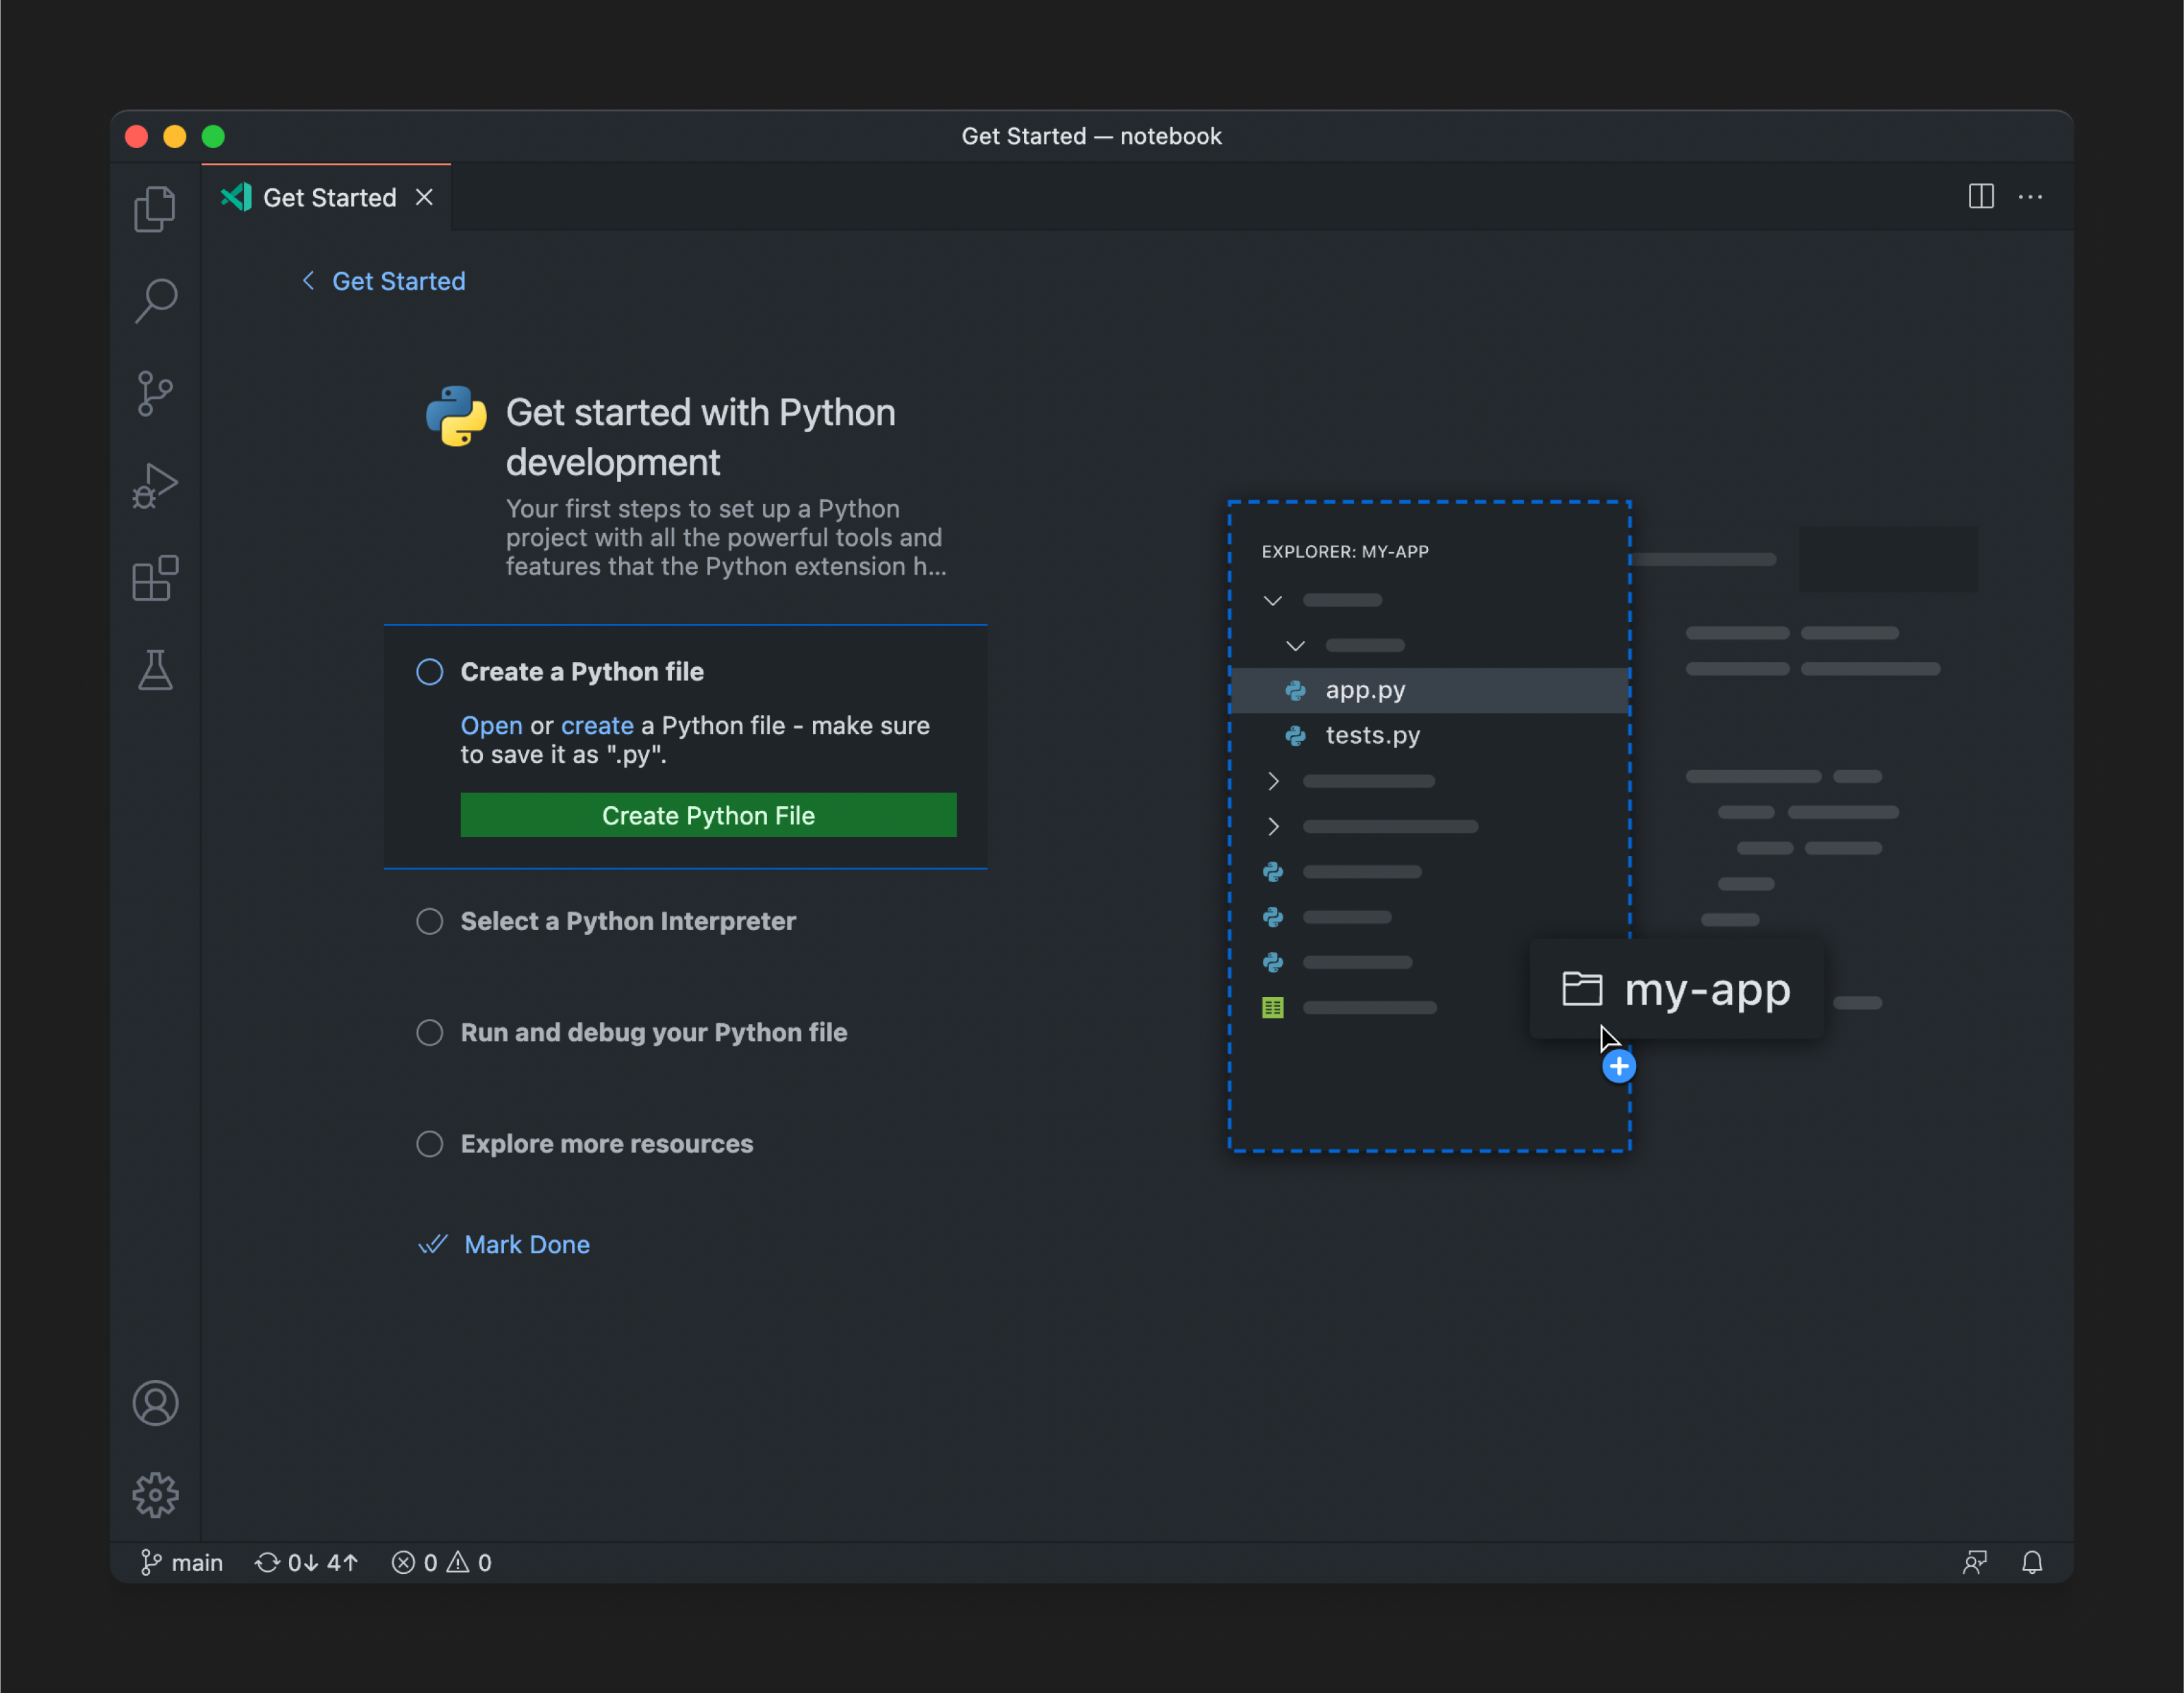 Get Started — notebook
Get Started
Get Started
Get started with Python
development
Your first steps to set up a Python
project with all the powerful tools and
features that the Python extension h...
Create a Python file
Open or create a Python file - make sure
to save it as ".py".
Create Python File
Select a Python Interpreter
Run and debug your Python file
Explore more resources
Mark Done
EXPLORER: MY-APP
app.py
tests.py
my-app
main 0↓ 4↑ 0 0